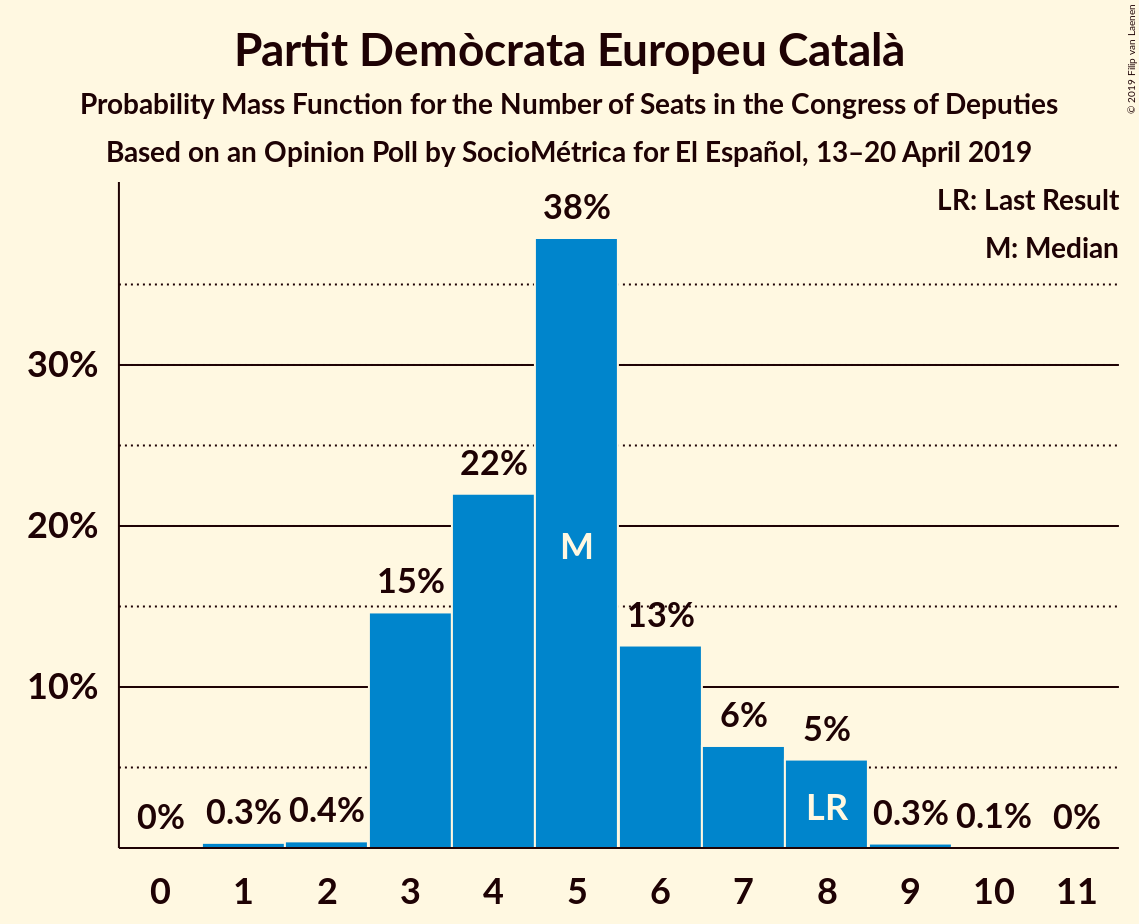 Partit Demòcrata Europeu Català
Probability Mass Function for the Number of Seats in the Congress of Deputies
Based on an Opinion Poll by SocioMétrica for El Español, 13–20 April 2019
© 2019 Filip van Laenen
LR: Last Result
M: Median
38%
30%
22%
20%
M
15%
13%
10%
6%
5%
LR
0%
0.3%
0.4%
0.3%
0.1%
0%
0 1 2 3 4 5 6 7 8 9 10 11